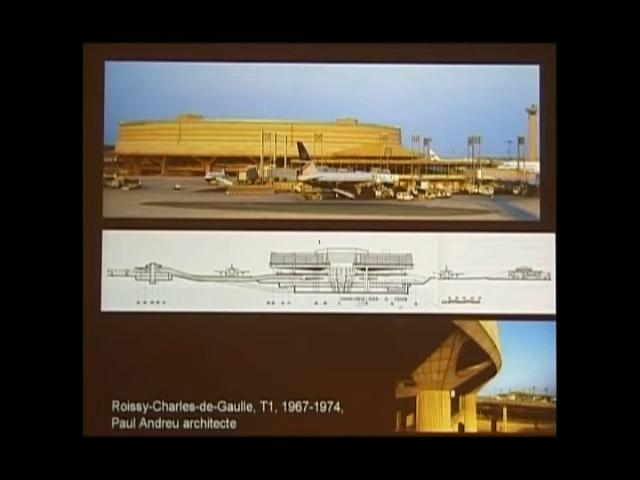 Roissy-Charles-de-Gaulle, T1, 1967-1974,
Paul Andreu architecte